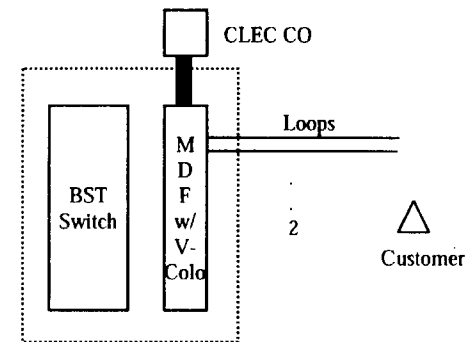 CLEC CO
Loops
M
D
F
w/
V-
Colo
BST
Switch
2
Customer